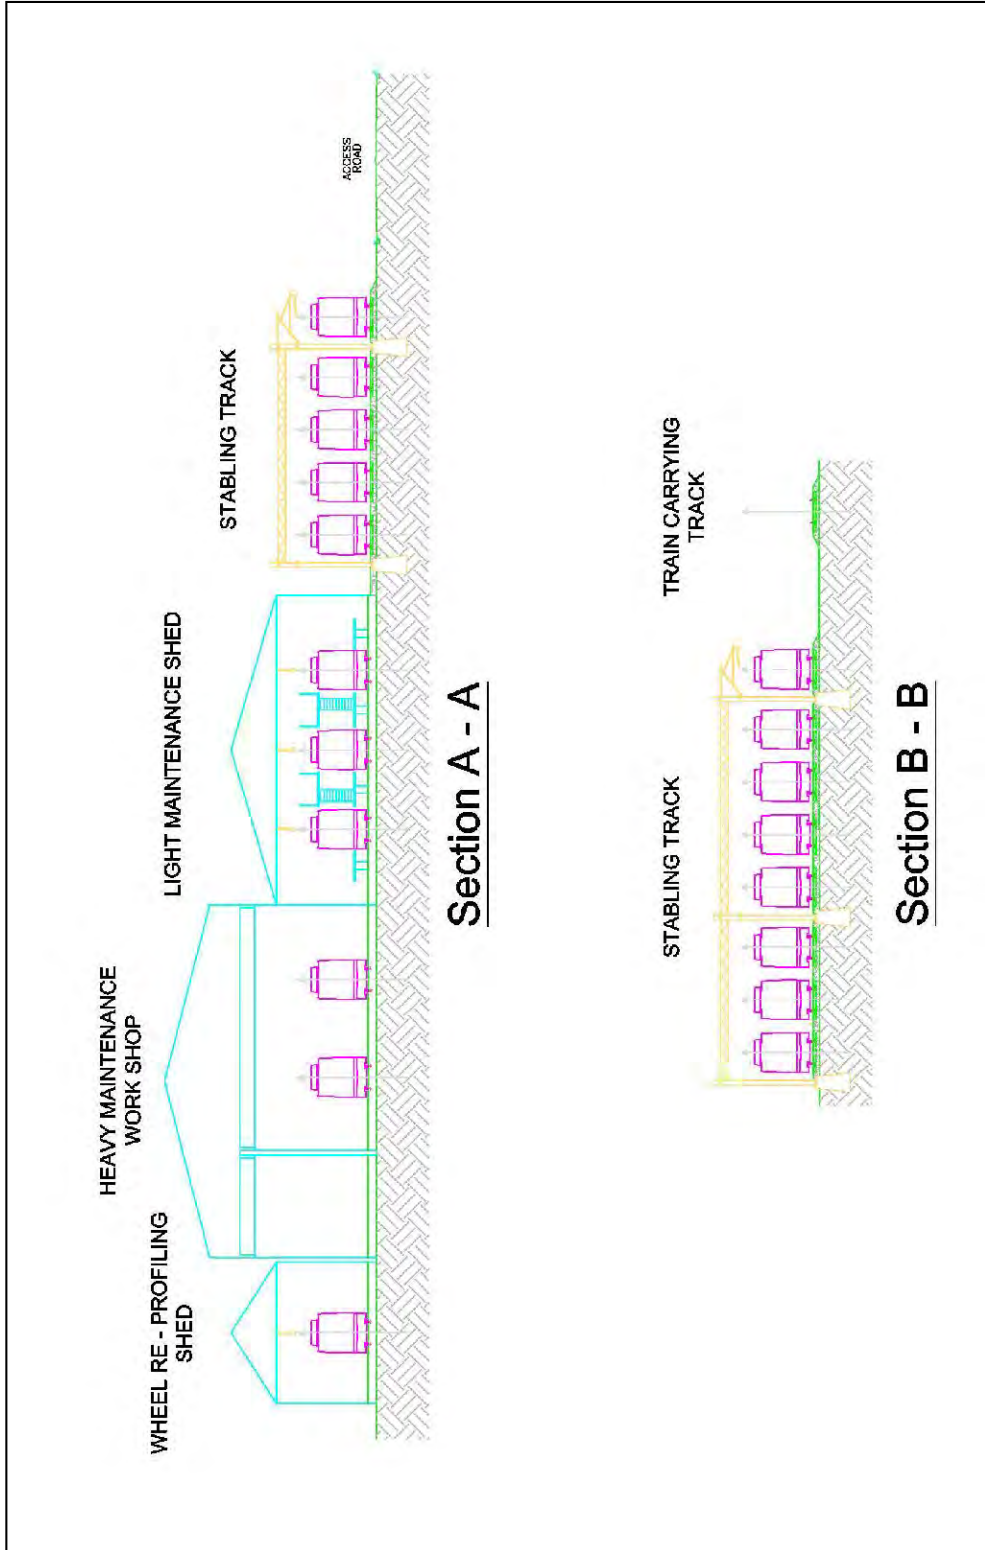 WHEEL RE - PROFILING
SHED
HEAVY MAINTENANCE
WORK SHOP
LIGHT MAINTENANCE SHED
STABLING TRACK
ACCESS
ROAD
Section A - A
STABLING TRACK
TRAIN CARRYING
TRACK
Section B - B